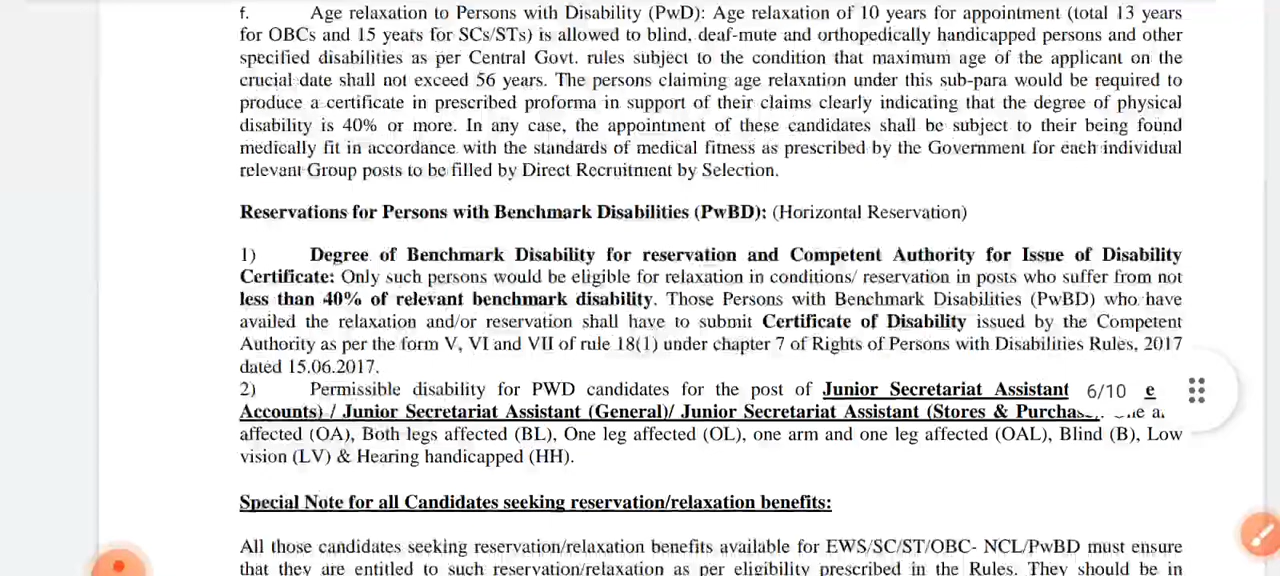 f. Age relaxation to Persons with Disability (PwD): Age relaxation of 10 years for appointment (total 13 years
for OBCs and 15 years for SCs/STs) is allowed to blind, deaf-mute and orthopedically handicapped persons and other
specified disabilities as per Central Govt. rules subject to the condition that maximum age of the applicant on the
crucial date shall not exceed 56 years. The persons claiming age relaxation under this sub-para would be required to
produce a certificate in prescribed proforma in support of their claims clearly indicating that the degree of physical
disability is 40% or more. In any case, the appointment of these candidates shall be subject to their being found
medically fit in accordance with the standards of medical fitness as prescribed by the Government for each individual
relevant Group posts to be filled by Direct Recruitment by Selection.
Reservations for Persons with Benchmark Disabilities (PwBD): (Horizontal Reservation)
1) Degree of Benchmark Disability for reservation and Competent Authority for Issue of Disability
Certificate: Only such persons would be eligible for relaxation in conditions/ reservation in posts who suffer from not
less than 40% of relevant benchmark disability. Those Persons with Benchmark Disabilities (PwBD) who have
availed the relaxation and/or reservation shall have to submit Certificate of Disability issued by the Competent
Authority as per the form V, VI and VII of rule 18(1) under chapter 7 of Rights of Persons with Disabilities Rules, 2017
dated 15.06.2017.
2) Permissible disability for PWD candidates for the post of Junior Secretariat Assistant 6/10 e
Accounts) / Junior Secretariat Assistant (General)/ Junior Secretariat Assistant (Stores &
affected (OA), Both legs affected (BL), One leg affected (OL), one arm and one leg affected (OAL), Blind (B), Low
vision (LV) & Hearing handicapped (HH).
Special Note for all Candidates seeking reservation/relaxation benefits:
All those candidates seeking reservation/relaxation benefits available for EWS/SC/ST/OBC- NCL/PwBD must ensure
that they are entitled to such reservation/relaxation as per eligibility prescribed in the Rules. They should be in